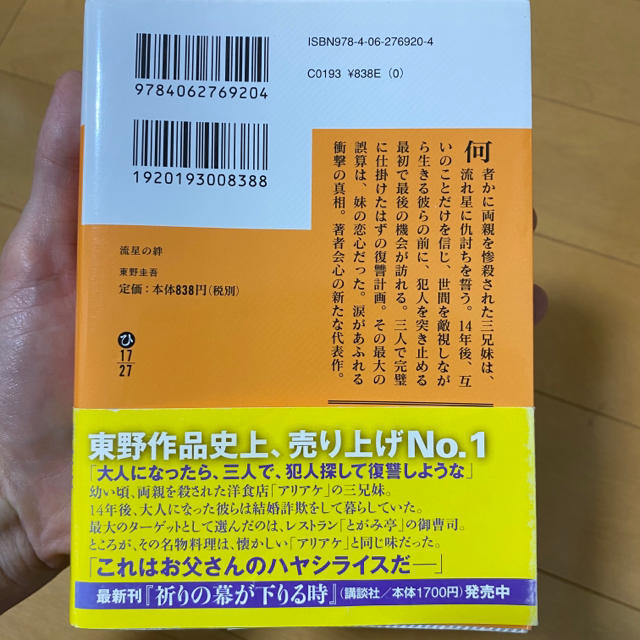 ISBN978-4-06-276920-4
C0193 ¥838E (0)
9784062769204
1920193008388
何者かに両親を惨殺された三兄妹は、
流れ星に仇討ちを誓う。14年後、互
いのことだけを信じ、世間を敵視しなが
ら生きる彼らの前に、犯人を突き止める
最初で最後の機会が訪れる。三人で完璧
に仕掛けたはずの復讐計画。その最大の
誤算は、妹の恋心だった。涙があふれる
衝撃の真相。著者会心の新たな代表作。
流星の絆
東野圭吾
定価:本体838円(税別)
ひ
17
27
東野作品史上、売り上げNo.1
「大人になったら、三人で、犯人探して復讐しような」
幼い頃、両親を殺された洋食店「アリアケ」の三兄妹。
14年後、大人になった彼らは結婚詐欺をして暮らしていた。
最大のターゲットとして選んだのは、レストラン「とがみ亭」の御曹司。
ところが、その名物料理は、懐かしい「アリアケ」と同じ味だった。
「これはお父さんのハヤシライスだ──」
最新刊『祈りの幕が下りる時』(講談社/本体1700円)発売中